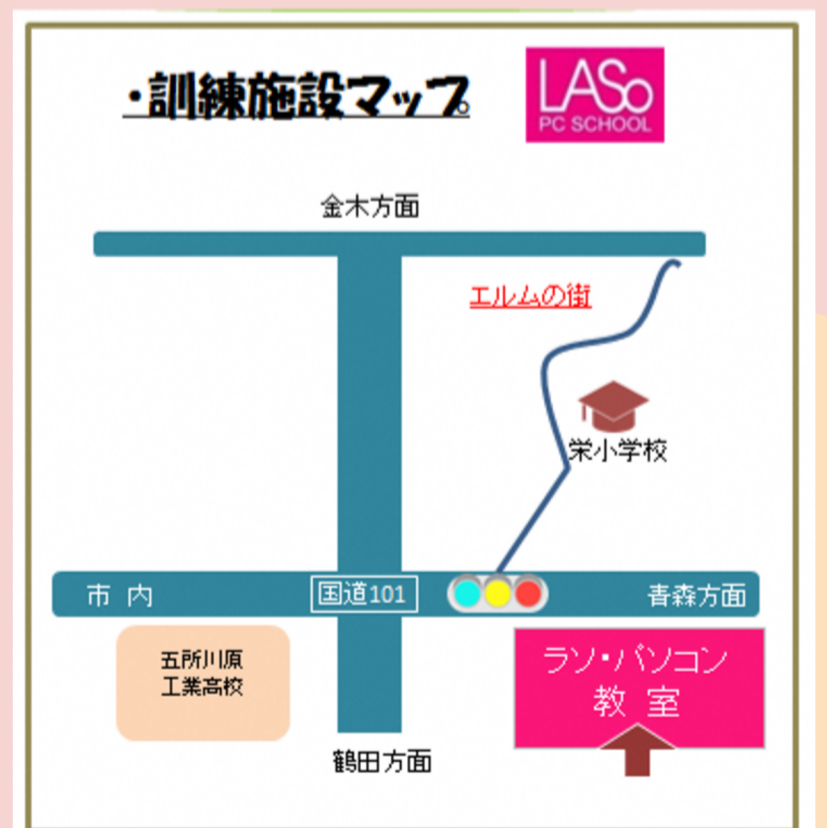 ・訓練施設マップ。
LASo
PC SCHOOL
金木方面
エルムの街
栄小学校
市 内
国道101
青森方面
五所川原
工業高校
ラソ・パソコン
教 室
鶴田方面